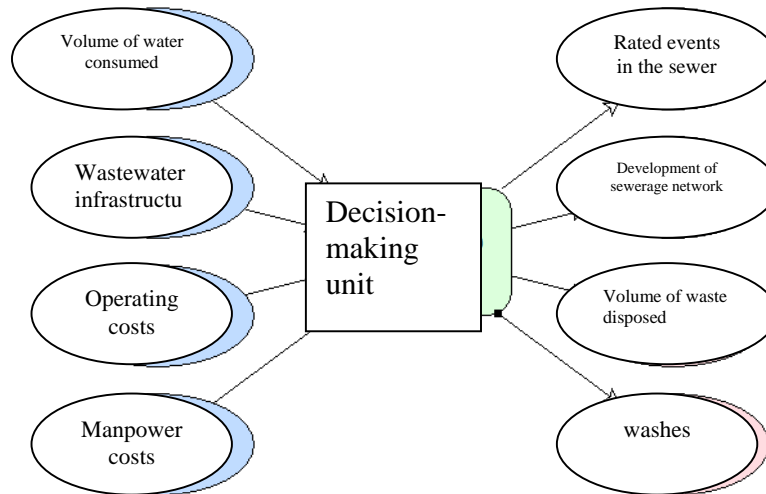 Volume of water
consumed
Wastewater
infrastructu
Operating
costs
Manpower
costs
Decision-
making
unit
Rated events
in the sewer
Development of
sewerage network
Volume of waste
disposed
washes